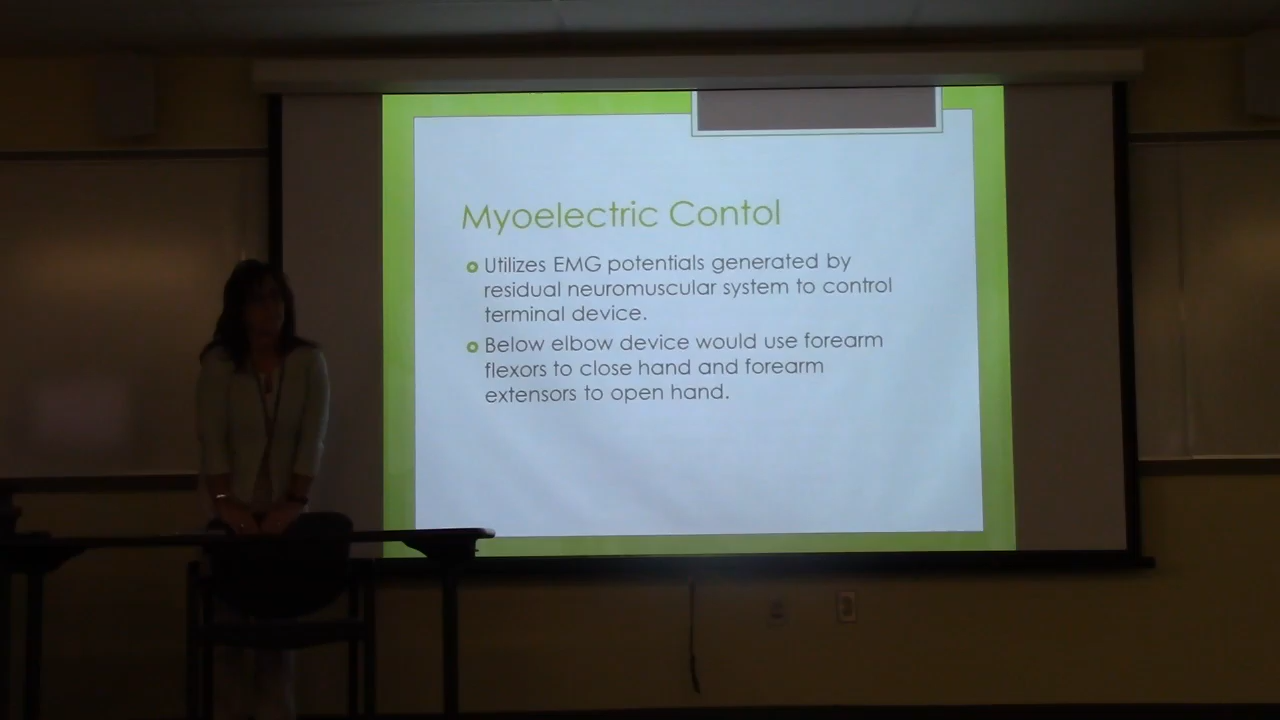 Myoelectric Contol
Utilizes EMG potentials generated by
residual neuromuscular system to control
terminal device.
Below elbow device would use forearm
flexors to close hand and forearm
extensors to open hand.